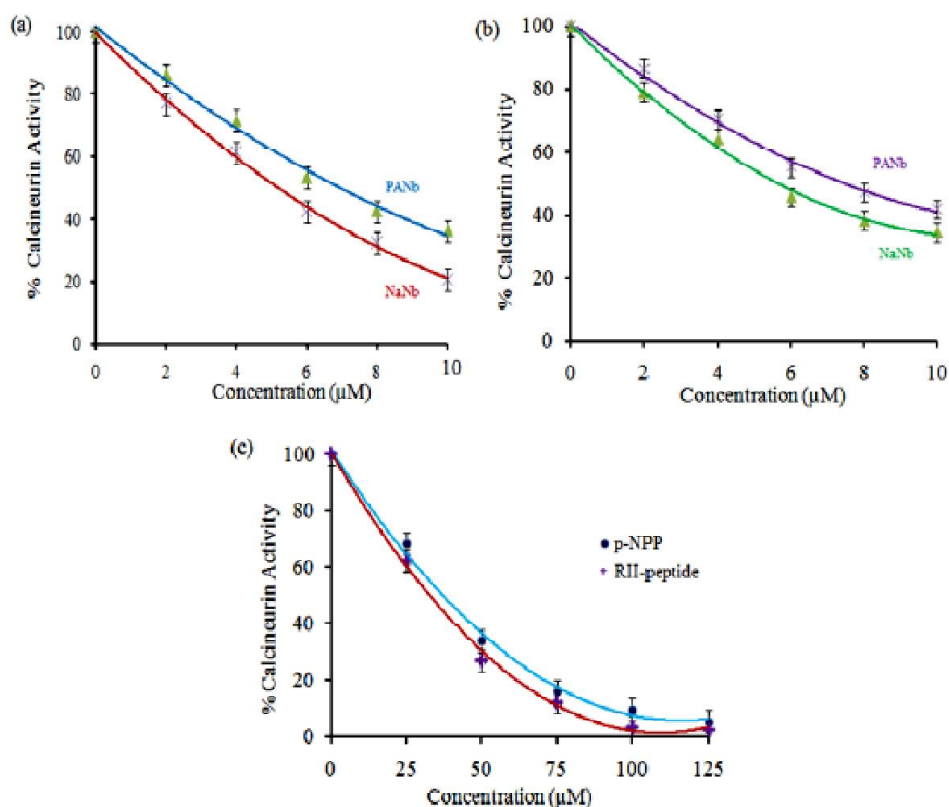 (a)
% Calcineurin Activity
100
80
60
40
20
0
PANb
NaNb
0 2 4 6 8 10
Concentration (µM)
(b)
% Calcineurin Activity
100
80
60
40
20
0
PANb
NaNb
0 2 4 6 8 10
Concentration (µM)
(c)
% Calcineurin Activity
100
80
60
40
20
0
p-NPP
RII-peptide
0 25 50 75 100 125
Concentration (µM)